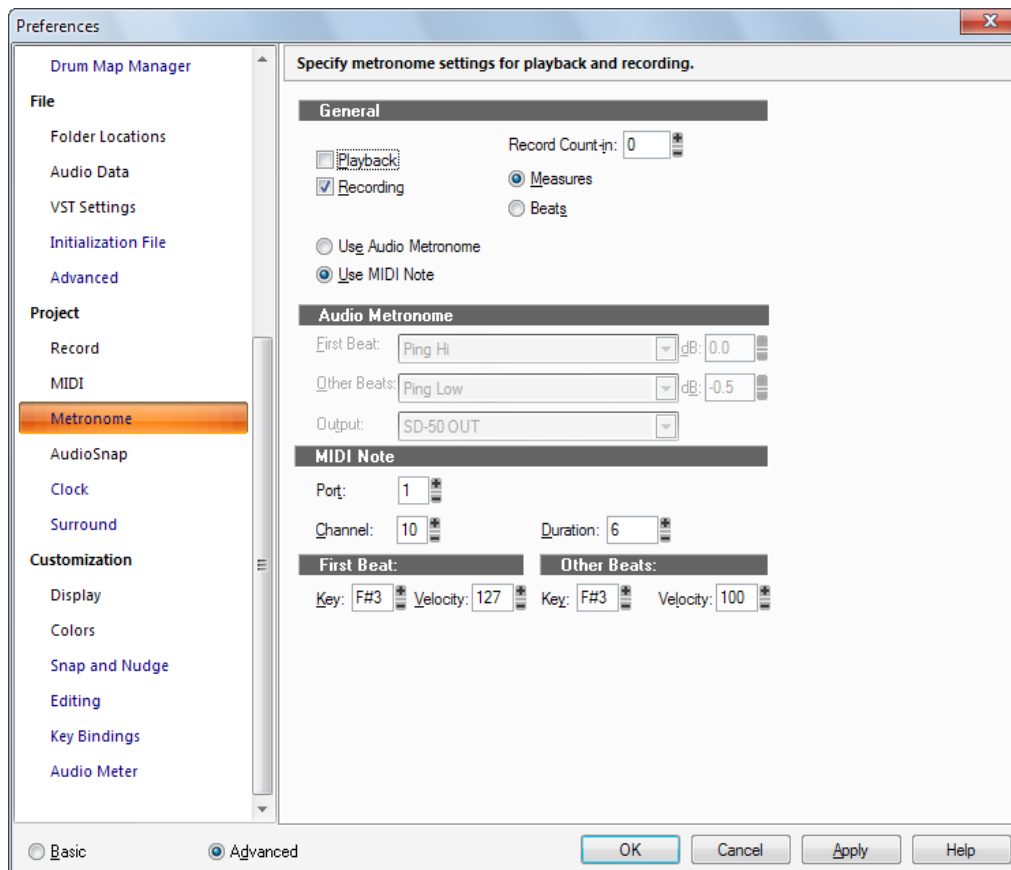 Preferences
Drum Map Manager
File
Folder Locations
Audio Data
VST Settings
Initialization File
Advanced
Project
Record
MIDI
Metronome
AudioSnap
Clock
Surround
Customization
Display
Colors
Snap and Nudge
Editing
Key Bindings
Audio Meter
Basic
Advanced
Specify metronome settings for playback and recording.
General
Playback
Recording
Record Count-in: 0
Measures
Beats
Use Audio Metronome
Use MIDI Note
Audio Metronome
First Beat: Ping Hi dB: 0.0
Other Beats: Ping Low dB: -0.5
Output: SD-50 OUT
MIDI Note
Port: 1
Channel: 10 Duration: 6
First Beat: Other Beats:
Key: F#3 Velocity: 127 Key: F#3 Velocity: 100
OK Cancel Apply Help